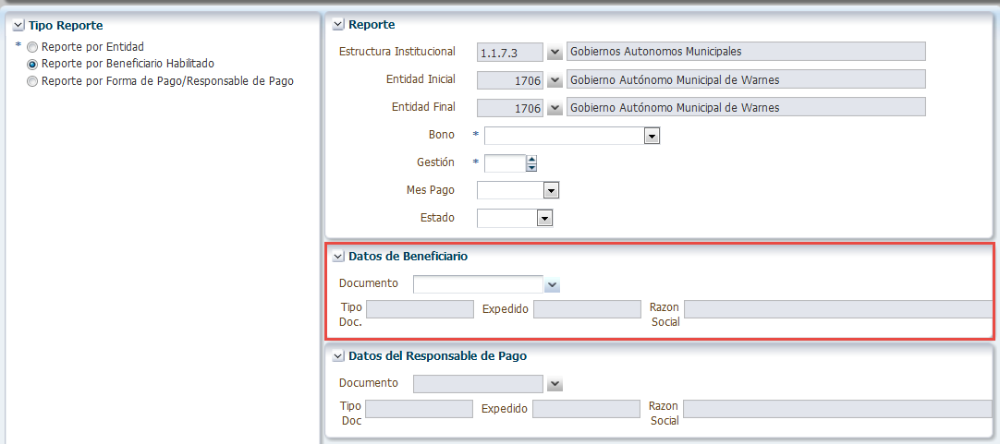 Tipo Reporte
* Reporte por Entidad
Reporte por Beneficiario Habilitado
Reporte por Forma de Pago/Responsable de Pago
Reporte
Estructura Institucional 1.1.7.3 Gobiernos Autonomos Municipales
Entidad Inicial 1706 Gobierno Autónomo Municipal de Warnes
Entidad Final 1706 Gobierno Autónomo Municipal de Warnes
Bono *
Gestión *
Mes Pago
Estado
Datos de Beneficiario
Documento
Tipo Doc. Expedido Razon Social
Datos del Responsable de Pago
Documento
Tipo Doc Expedido Razon Social